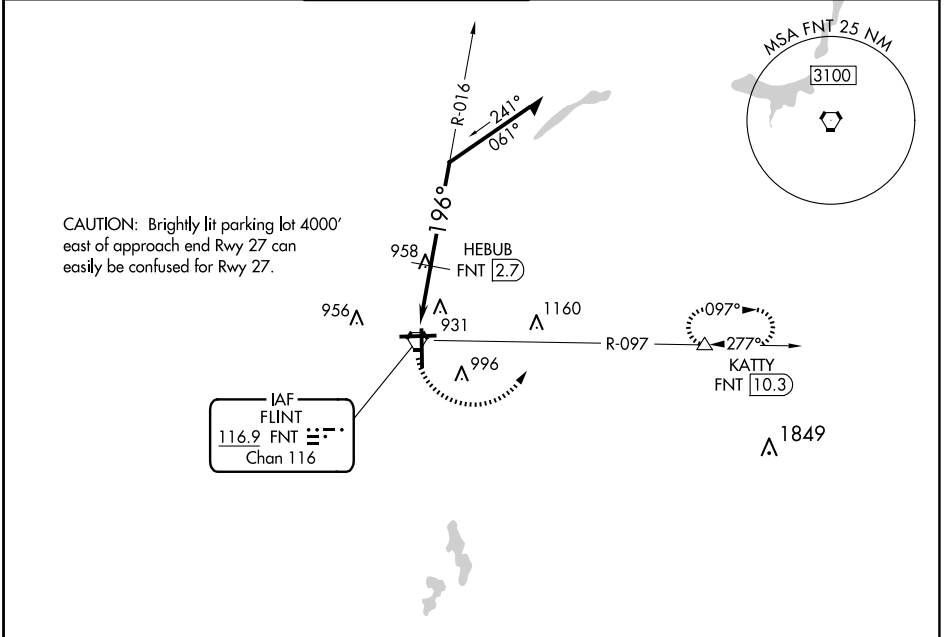 MSA FNT 25 NM
3100
R-016
241°
061°
196°
CAUTION: Brightly lit parking lot 4000'
east of approach end Rwy 27 can
easily be confused for Rwy 27.
958
HEBUB
FNT 2.7
956
931
1160
097°
R-097
277°
KATTY
FNT 10.3
996
IAF
FLINT
116.9 FNT
Chan 116
1849